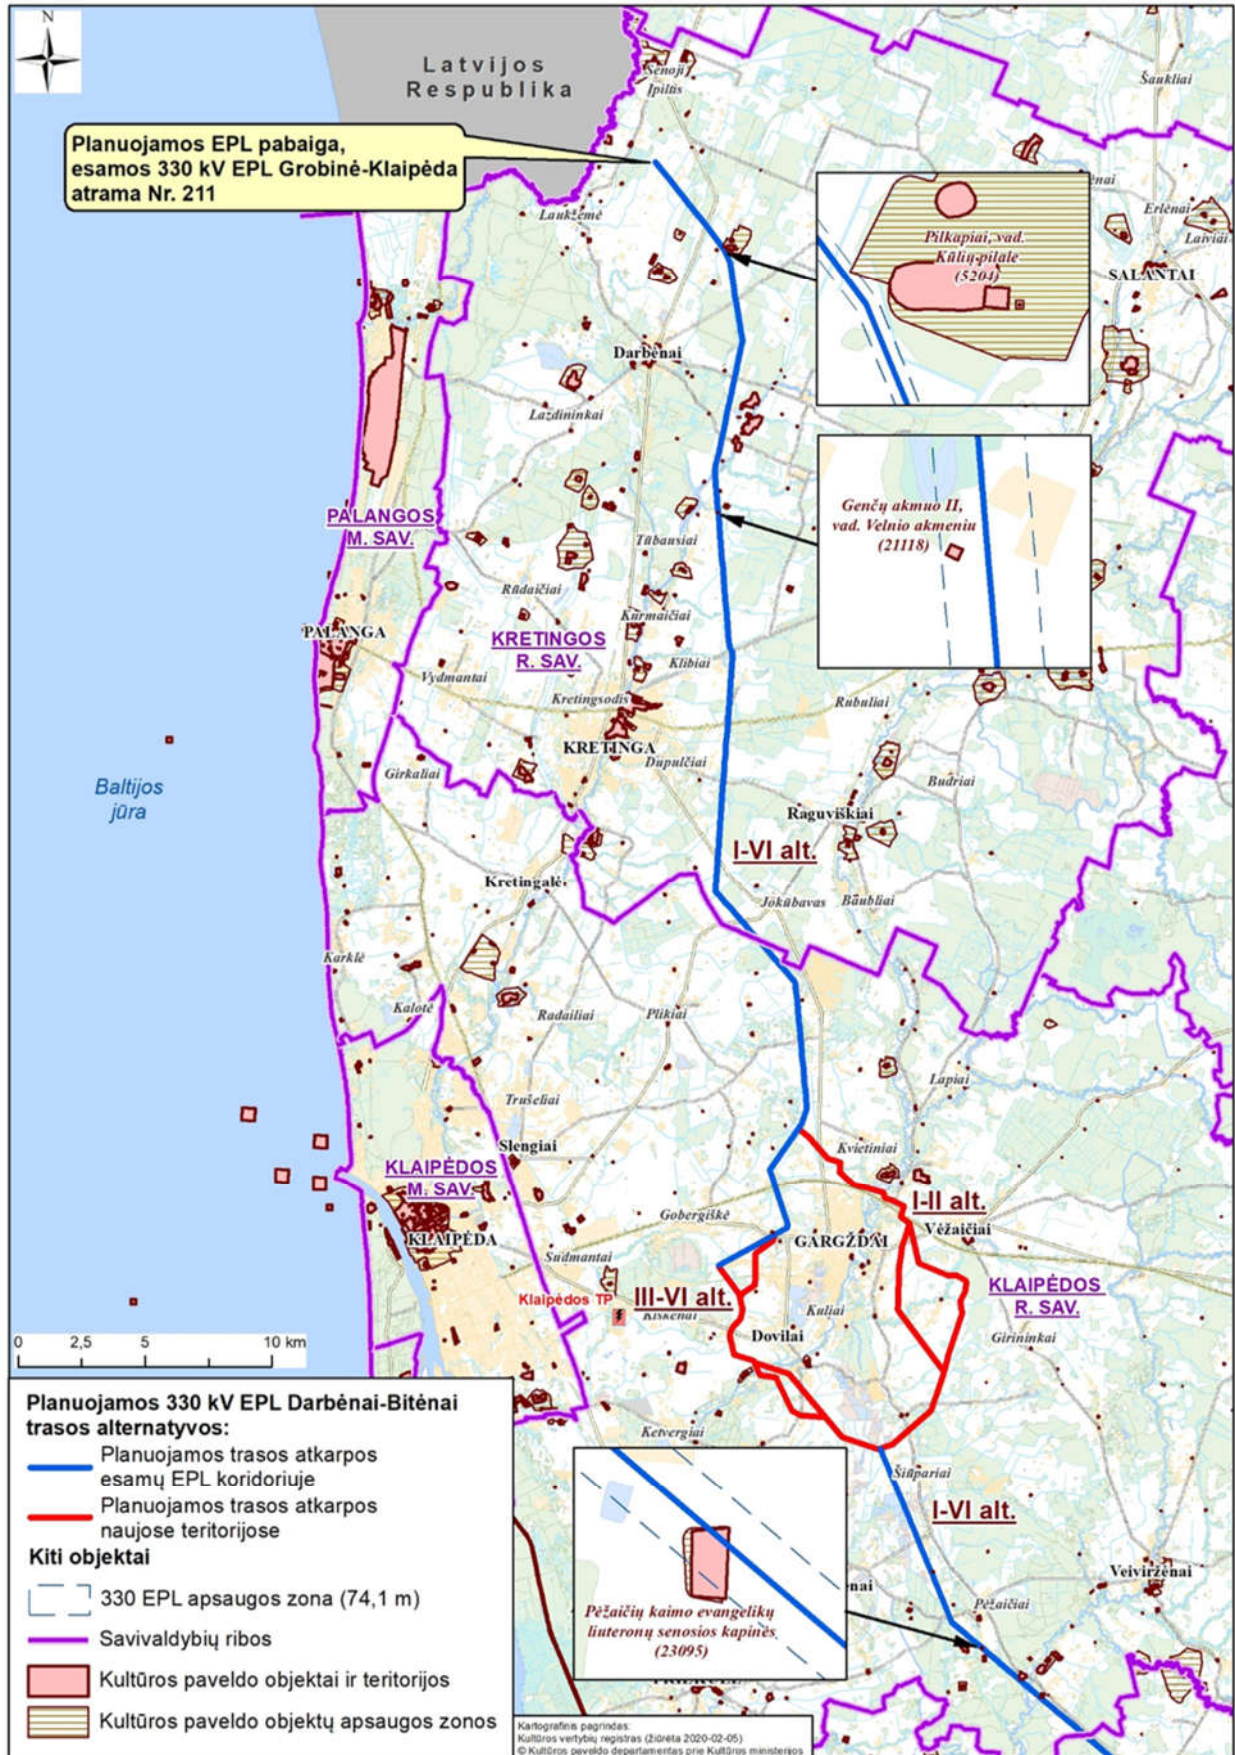 N
Latvijos
Respublika
Senoji
Įpiltis
Šaukliai
Planuojamos EPL pabaiga,
esamos 330 kV EPL Grobinė-Klaipėda
atrama Nr. 211
Laukžemė
Erlėnai
Laiviai
SALANTAI
Pilkapiai, vad.
Kūlių pilale
(5204)
Darbėnai
Lazdininkai
PALANGOS
M. SAV.
Genčų akmuo II,
vad. Velnio akmeniu
(21118)
Tūbausiai
Rūdaičiai
Kurmaičiai
PALANGA
KRETINGOS
R. SAV.
Klibiai
Vydmantai
Kretingsodis
Rubuliai
KRETINGA
Dupulčiai
Girkaliai
Budriai
Baltijos
jūra
Raguviškiai
I-VI alt.
Kretingalė
Jokūbavas
Baubliai
Karklė
Kalotė
Radailiai
Plikiai
Lapiai
Trušeliai
Kvietiniai
Slengiai
KLAIPĖDOS
M. SAV.
I-II alt.
Gobergiškė
Vėžaičiai
KLAIPĖDA
GARGŽDAI
Sudmantai
KLAIPĖDOS
R. SAV.
Klaipėdos TP
III-VI alt.
Kiškėnai
Kuliai
Dovilai
Girininkai
0 2,5 5 10 km
Planuojamos 330 kV EPL Darbėnai-Bitėnai
trasos alternatyvos:
Planuojamos trasos atkarpos
esamų EPL koridoriuje
Planuojamos trasos atkarpos
naujose teritorijose
Kiti objektai
330 EPL apsaugos zona (74,1 m)
Savivaldybių ribos
Kultūros paveldo objektai ir teritorijos
Kultūros paveldo objektų apsaugos zonos
Ketvergiai
Šiūpariai
I-VI alt.
Veiviržėnai
Pėžaičiai
Pėžaičių kaimo evangelikų
liuteronų senosios kapinės
(23095)
Kartografinis pagrindas:
Kultūros vertybių registras (žiūrėta 2020-02-05)
© Kultūros paveldo departamentas prie Kultūros ministerijos